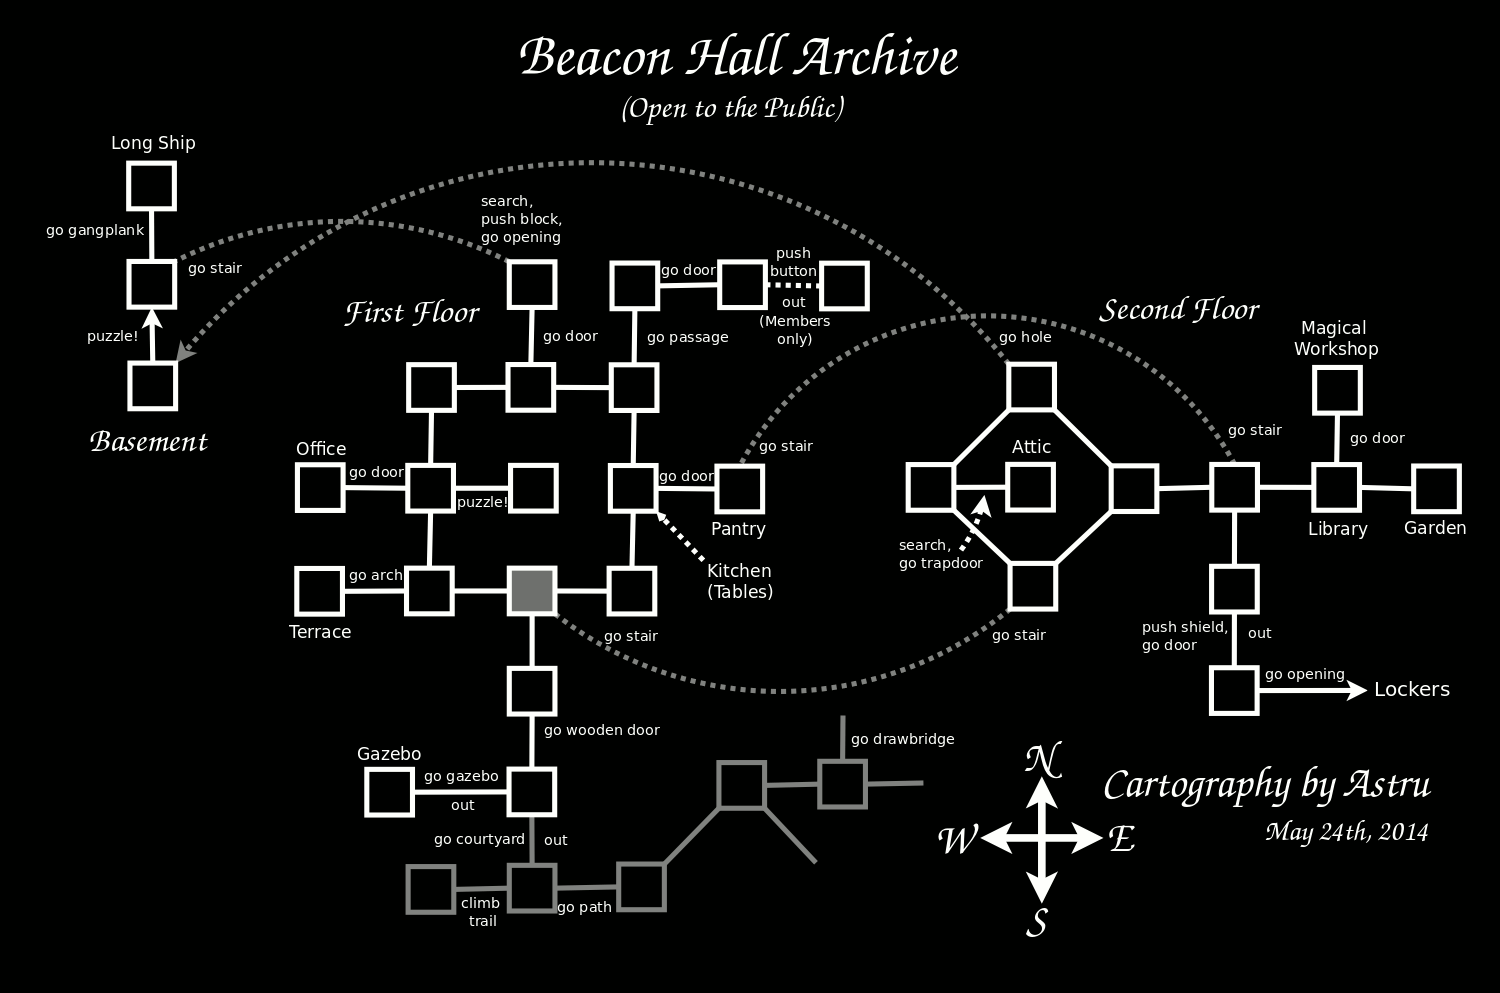 Beacon Hall Archive
(Open to the Public)
Long Ship
go gangplank
go stair
puzzle!
Basement
search,
push block,
go opening
First Floor
go door
go door
push
button
out
(Members
only)
go passage
Office
go door
puzzle!
go door
go stair
Pantry
Kitchen
(Tables)
go arch
Terrace
go stair
go wooden door
Gazebo
go gazebo
out
go courtyard
out
climb
trail
go path
go drawbridge
Second Floor
go hole
Attic
search,
go trapdoor
go stair
go stair
Magical
Workshop
go door
Library
Garden
push shield,
go door
out
go opening
Lockers
N
W
E
S
Cartography by Astru
May 24th, 2014